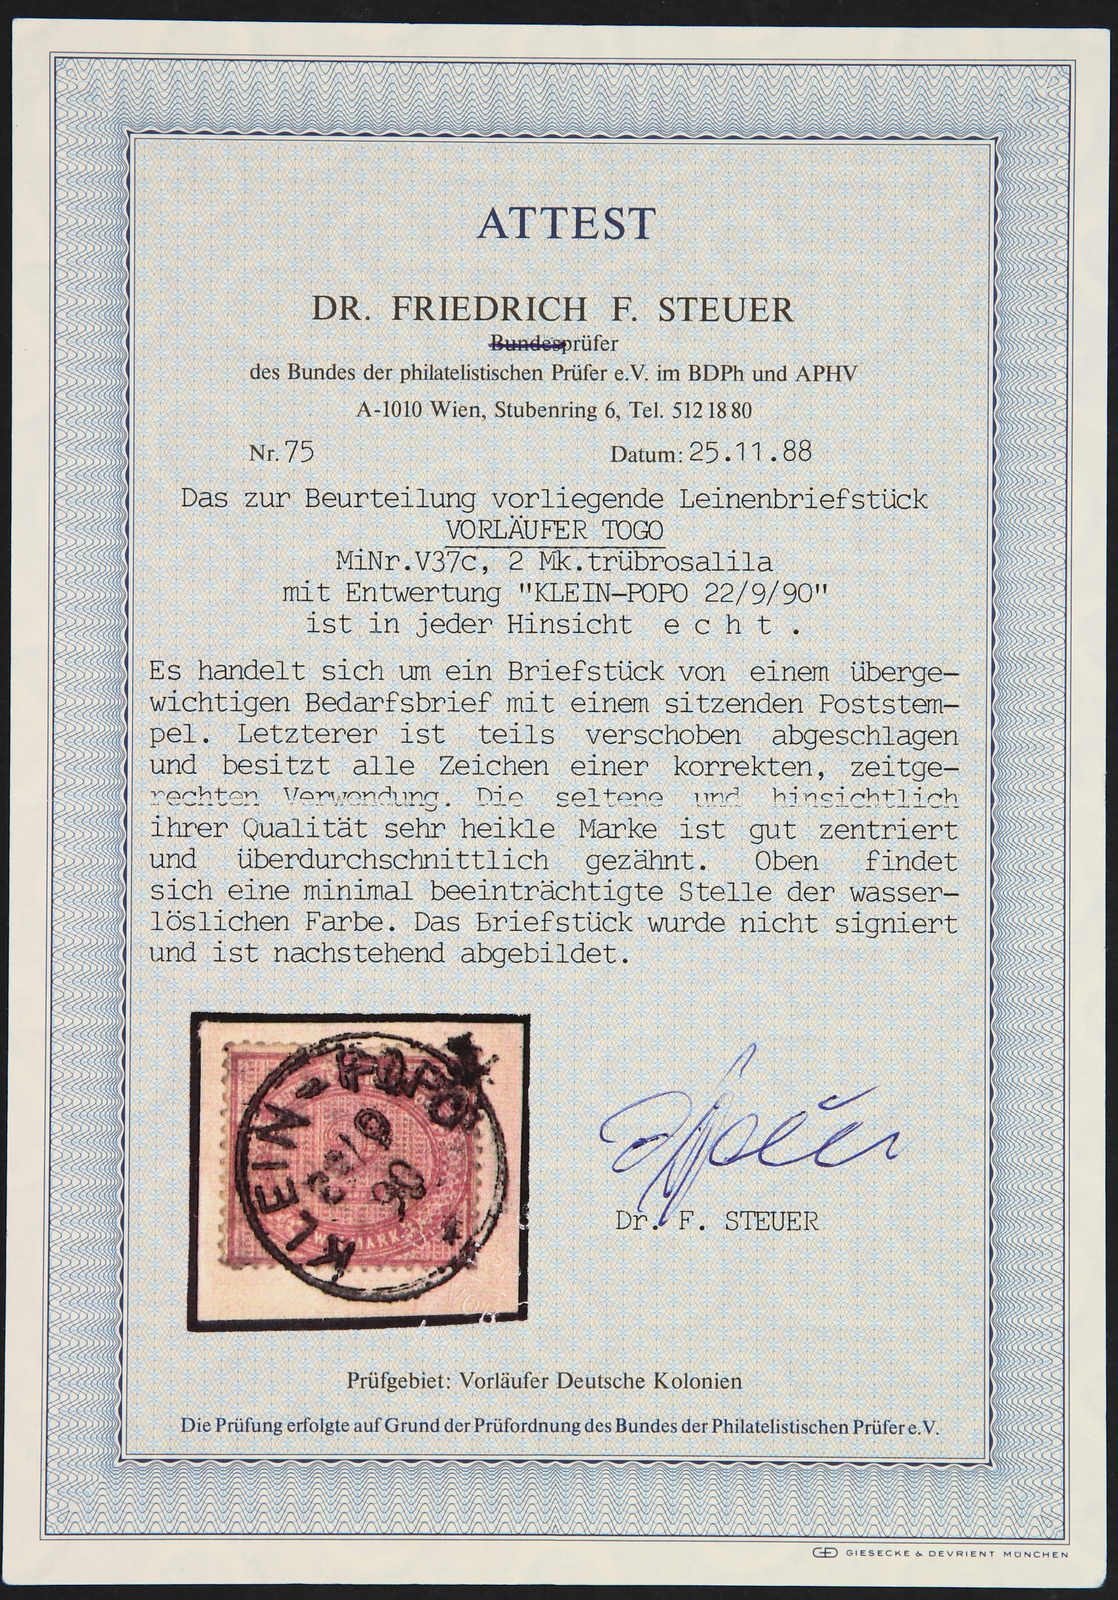 ATTEST
DR. FRIEDRICH F. STEUER
Bundesprüfer
des Bundes der philatelistischen Prüfer e.V. im BDPh und APHV
A-1010 Wien, Stubenring 6, Tel. 512 18 80
Nr. 75 Datum: 25.11.88
Das zur Beurteilung vorliegende Leinenbriefstück
VORLÄUFER TOGO
MiNr.V37c, 2 Mk.trübrosalila
mit Entwertung "KLEIN-POPO 22/9/90"
ist in jeder Hinsicht e c h t .
Es handelt sich um ein Briefstück von einem überge-
wichtigen Bedarfsbrief mit einem sitzenden Poststem-
pel. Letzterer ist teils verschoben abgeschlagen
und besitzt alle Zeichen einer korrekten, zeitge-
rechten Verwendung. Die seltene und hinsichtlich
ihrer Qualität sehr heikle Marke ist gut zentriert
und überdurchschnittlich gezähnt. Oben findet
sich eine minimal beeinträchtigte Stelle der wasser-
löslichen Farbe. Das Briefstück wurde nicht signiert
und ist nachstehend abgebildet.
KLEIN-POPO
22/9
90
MARK
Dr. F. STEUER
Prüfgebiet: Vorläufer Deutsche Kolonien
Die Prüfung erfolgte auf Grund der Prüfordnung des Bundes der Philatelistischen Prüfer e.V.
GIESECKE & DEVRIENT MÜNCHEN